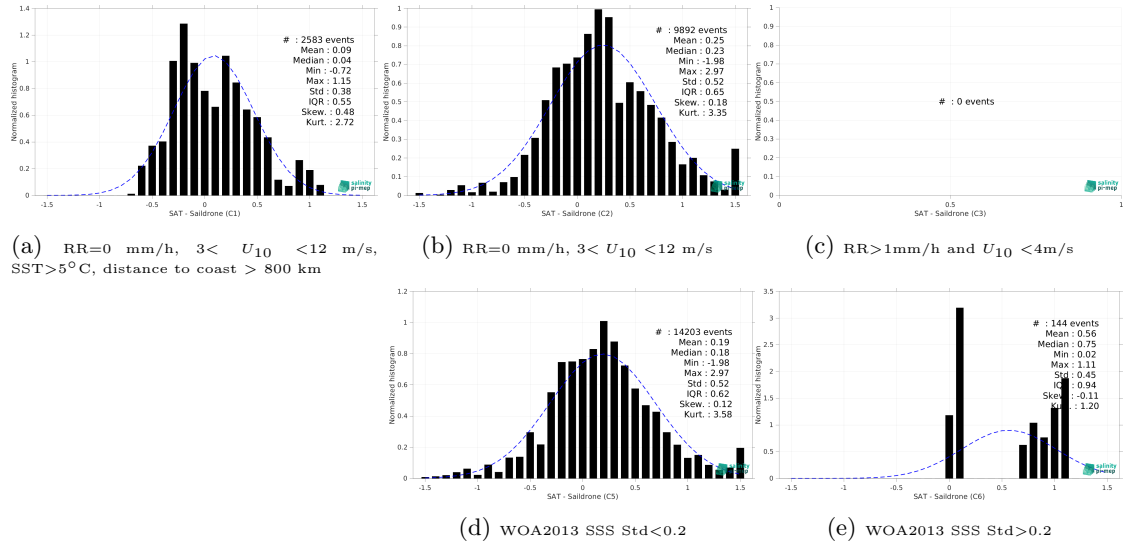 1.4
1.2
1
0.8
0.6
0.4
0.2
0
Normalized histogram
# : 2583 events
Mean : 0.09
Median : 0.04
Min : -0.72
Max : 1.15
Std : 0.38
IQR : 0.55
Skew. : 0.48
Kurt. : 2.72
salinity
pi-mep
-1.5 -1 -0.5 0 0.5 1 1.5
SAT - Saildrone (C1)
1
0.9
0.8
0.7
0.6
0.5
0.4
0.3
0.2
0.1
0
Normalized histogram
# : 9892 events
Mean : 0.25
Median : 0.23
Min : -1.98
Max : 2.97
Std : 0.52
IQR : 0.65
Skew. : 0.18
Kurt. : 3.35
salinity
pi-mep
-1.5 -1 -0.5 0 0.5 1 1.5
SAT - Saildrone (C2)
1
0.9
0.8
0.7
0.6
0.5
0.4
0.3
0.2
0.1
0
Normalized histogram
# : 0 events
salinity
pi-mep
0 0.5 1
SAT - Saildrone (C3)
(a) RR=0 mm/h, 3< U10 <12 m/s,
SST>5°C, distance to coast > 800 km
(b) RR=0 mm/h, 3< U10 <12 m/s
(c) RR>1mm/h and U10 <4m/s
1.2
1
0.8
0.6
0.4
0.2
0
Normalized histogram
# : 14203 events
Mean : 0.19
Median : 0.18
Min : -1.98
Max : 2.97
Std : 0.52
IQR : 0.62
Skew. : 0.12
Kurt. : 3.58
salinity
pi-mep
-1.5 -1 -0.5 0 0.5 1 1.5
SAT - Saildrone (C5)
3.5
3
2.5
2
1.5
1
0.5
0
Normalized histogram
# : 144 events
Mean : 0.56
Median : 0.75
Min : 0.02
Max : 1.11
Std : 0.45
IQR : 0.94
Skew. : -0.11
Kurt. : 1.20
salinity
pi-mep
-1.5 -1 -0.5 0 0.5 1 1.5
SAT - Saildrone (C6)
(d) WOA2013 SSS Std<0.2
(e) WOA2013 SSS Std>0.2